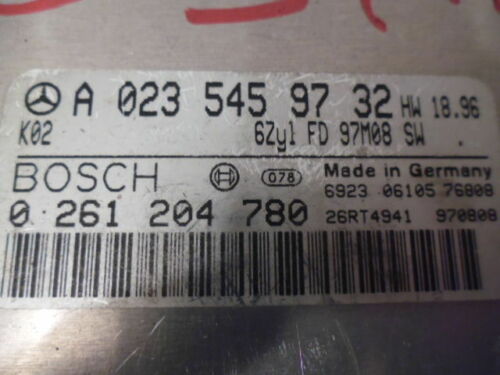 A 023 545 97 32 HW 18.96
K02 6Zyl FD 97M08 SW .
BOSCH 078 Made in Germany
6923 06105 76808
0 261 204 780 26RT4941 970808